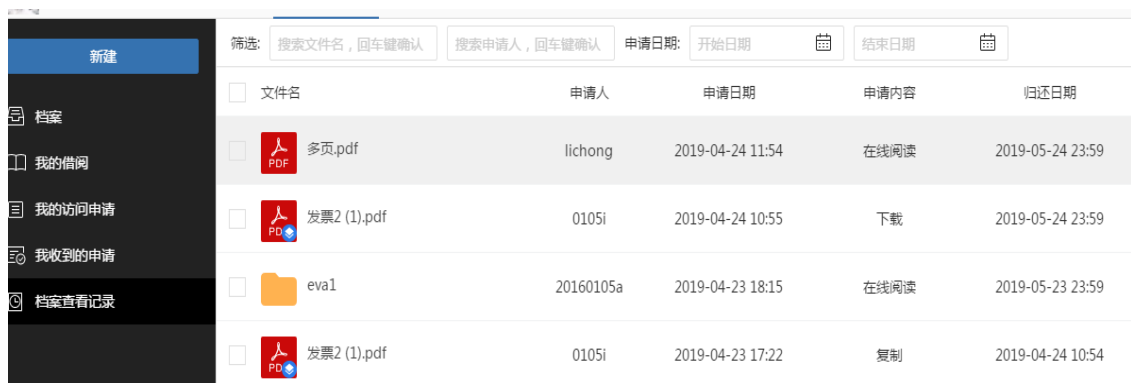 新建
档案
我的借阅
我的访问申请
我收到的申请
档案查看记录
筛选: 搜索文件名，回车键确认 搜索申请人，回车键确认 申请日期: 开始日期 结束日期
文件名 申请人 申请日期 申请内容 归还日期
PDF 多页.pdf lichong 2019-04-24 11:54 在线阅读 2019-05-24 23:59
发票2 (1).pdf 0105i 2019-04-24 10:55 下载 2019-05-24 23:59
eva1 20160105a 2019-04-23 18:15 在线阅读 2019-05-23 23:59
发票2 (1).pdf 0105i 2019-04-23 17:22 复制 2019-04-24 10:54